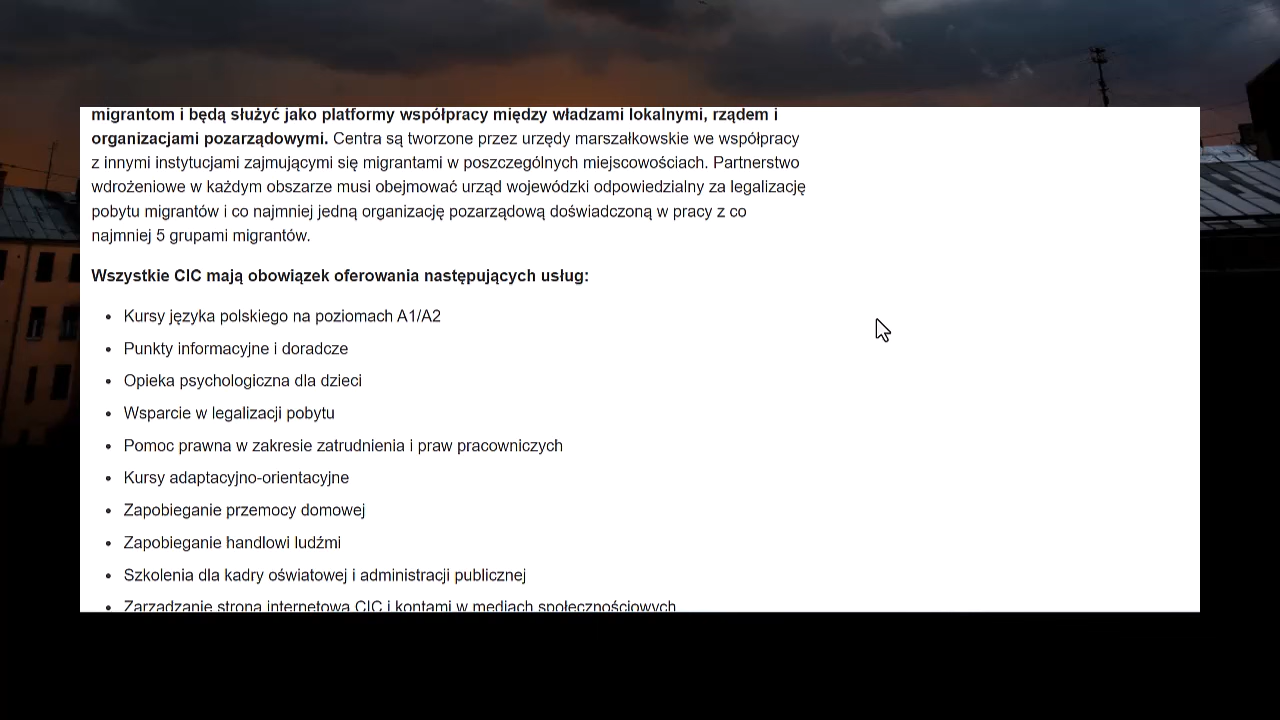 migrantom i będą służyć jako platformy współpracy między władzami lokalnymi, rządem i
organizacjami pozarządowymi. Centra są tworzone przez urzędy marszałkowskie we współpracy
z innymi instytucjami zajmującymi się migrantami w poszczególnych miejscowościach. Partnerstwo
wdrożeniowe w każdym obszarze musi obejmować urząd wojewódzki odpowiedzialny za legalizację
pobytu migrantów i co najmniej jedną organizację pozarządową doświadczoną w pracy z co
najmniej 5 grupami migrantów.
Wszystkie CIC mają obowiązek oferowania następujących usług:
• Kursy języka polskiego na poziomach A1/A2
• Punkty informacyjne i doradcze
• Opieka psychologiczna dla dzieci
• Wsparcie w legalizacji pobytu
• Pomoc prawna w zakresie zatrudnienia i praw pracowniczych
• Kursy adaptacyjno-orientacyjne
• Zapobieganie przemocy domowej
• Zapobieganie handlowi ludźmi
• Szkolenia dla kadry oświatowej i administracji publicznej
• Zarządzanie stroną internetową CIC i kontami w mediach społecznościowych